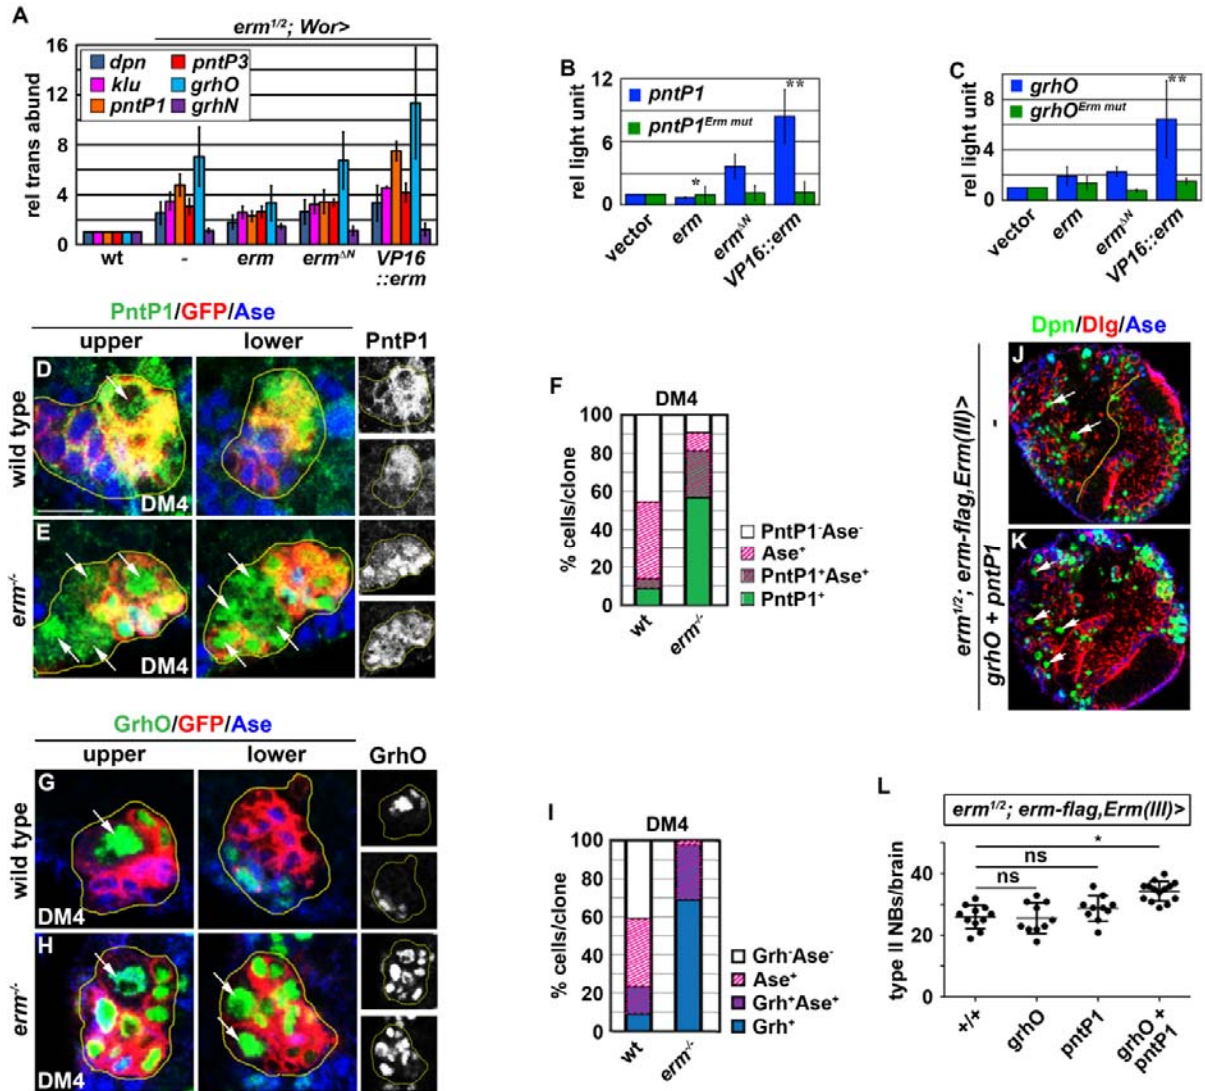 A
erm1/2; Wor>
rel trans abund
16
12
8
4
0
dpn
pntP3
klu
grhO
pntP1
grhN
wt
-
erm
ermΔN
VP16
::erm
B
rel light unit
12
8
4
0
pntP1
pntP1Erm mut
*
**
vector
erm
ermΔN
VP16::erm
C
rel light unit
8
4
0
grhO
grhOErm mut
**
vector
erm
ermΔN
VP16::erm
PntP1/GFP/Ase
upper
lower
PntP1
wild type
D
DM4
erm-/-
E
DM4
F
DM4
% cells/clone
100
80
60
40
20
0
wt
erm-/-
PntP1-Ase-
Ase+
PntP1+Ase+
PntP1+
Dpn/Dlg/Ase
erm1/2; erm-flag,Erm(III)>
-
grhO + pntP1
J
K
GrhO/GFP/Ase
upper
lower
GrhO
wild type
G
DM4
erm-/-
H
DM4
I
DM4
% cells/clone
100
80
60
40
20
0
wt
erm-/-
Grh-Ase-
Ase+
Grh+Ase+
Grh+
L
erm1/2; erm-flag,Erm(III)>
*
ns
ns
type II NBs/brain
40
20
0
+/+
grhO
pntP1
grhO +
pntP1